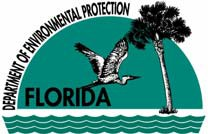 DEPARTMENT OF ENVIRONMENTAL PROTECTION
FLORIDA